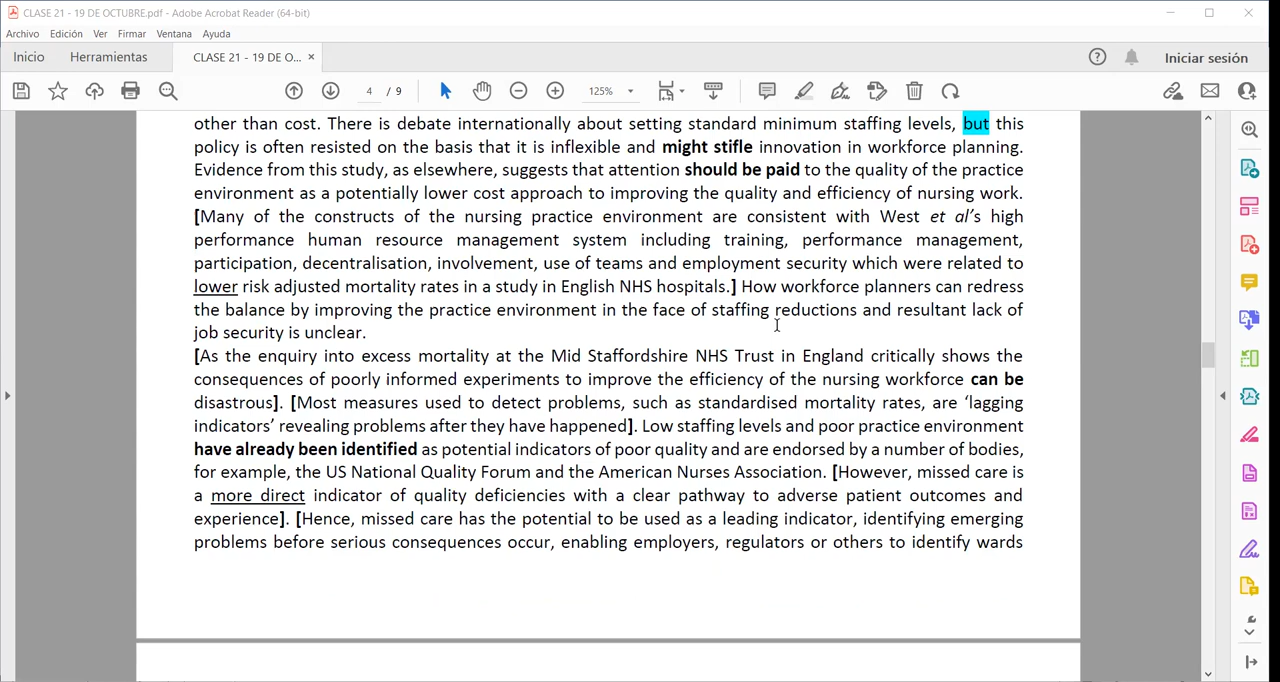 CLASE 21 - 19 DE OCTUBRE.pdf - Adobe Acrobat Reader (64-bit)
Archivo Edición Ver Firmar Ventana Ayuda
Inicio Herramientas CLASE 21 - 19 DE O... × Iniciar sesión
4 / 9 125%
other than cost. There is debate internationally about setting standard minimum staffing levels, but this
policy is often resisted on the basis that it is inflexible and might stifle innovation in workforce planning.
Evidence from this study, as elsewhere, suggests that attention should be paid to the quality of the practice
environment as a potentially lower cost approach to improving the quality and efficiency of nursing work.
[Many of the constructs of the nursing practice environment are consistent with West et al's high
performance human resource management system including training, performance management,
participation, decentralisation, involvement, use of teams and employment security which were related to
lower risk adjusted mortality rates in a study in English NHS hospitals.] How workforce planners can redress
the balance by improving the practice environment in the face of staffing reductions and resultant lack of
job security is unclear.
[As the enquiry into excess mortality at the Mid Staffordshire NHS Trust in England critically shows the
consequences of poorly informed experiments to improve the efficiency of the nursing workforce can be
disastrous]. [Most measures used to detect problems, such as standardised mortality rates, are ‘lagging
indicators’ revealing problems after they have happened]. Low staffing levels and poor practice environment
have already been identified as potential indicators of poor quality and are endorsed by a number of bodies,
for example, the US National Quality Forum and the American Nurses Association. [However, missed care is
a more direct indicator of quality deficiencies with a clear pathway to adverse patient outcomes and
experience]. [Hence, missed care has the potential to be used as a leading indicator, identifying emerging
problems before serious consequences occur, enabling employers, regulators or others to identify wards